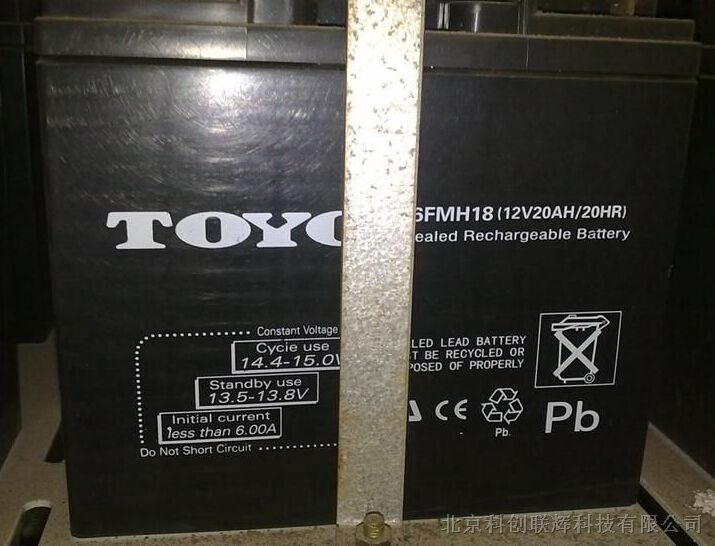 TOYO
6FMH18 (12V20AH/20HR)
ealed Rechargeable Battery
Constant Voltage
Cycle use
14.4-15.0V
Standby use
13.5-13.8V
Initial current
less than 6.00A
Do Not Short Circuit
LED LEAD BATTERY
T BE RECYCLED OR
POSED OF PROPERLY
CE
Pb.
Pb
北京科创联辉科技有限公司